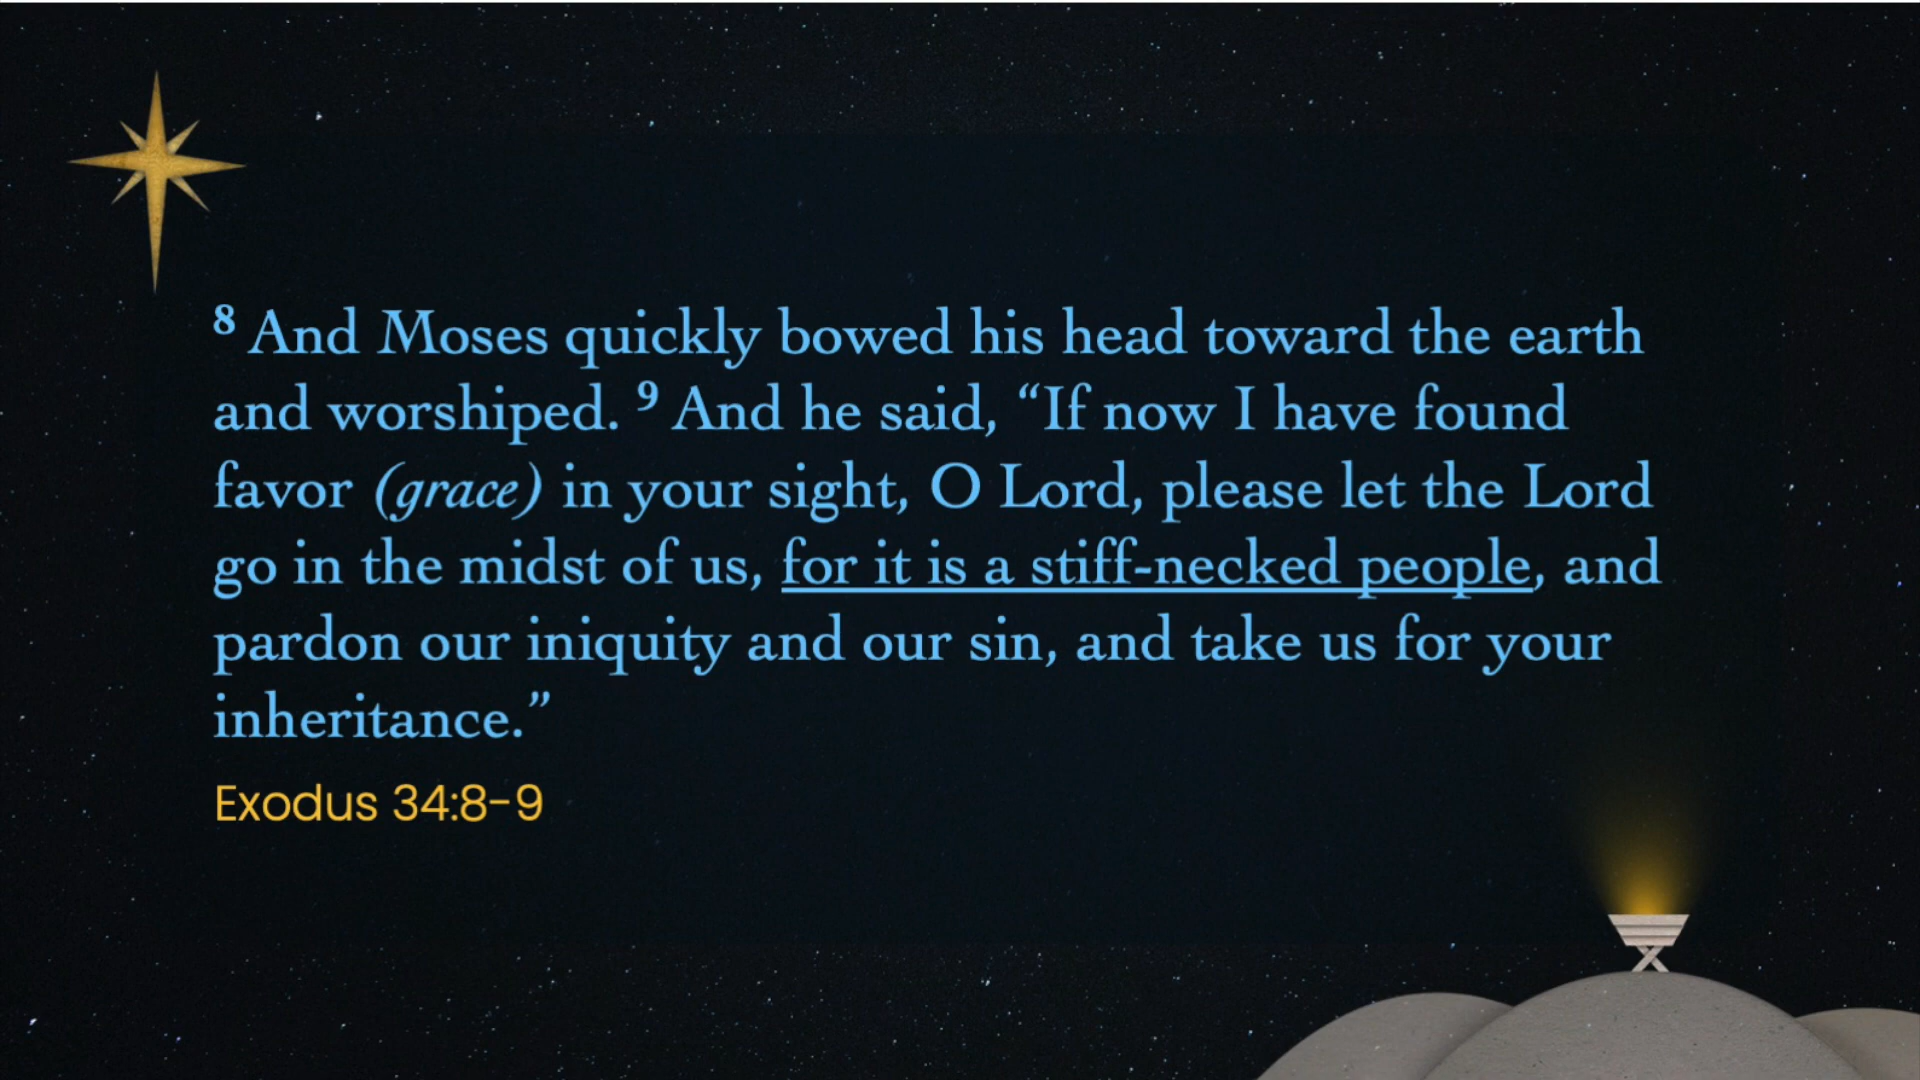 8 And Moses quickly bowed his head toward the earth
and worshiped. 9 And he said, “If now I have found
favor (grace) in your sight, O Lord, please let the Lord
go in the midst of us, for it is a stiff-necked people, and
pardon our iniquity and our sin, and take us for your
inheritance.”
Exodus 34:8-9